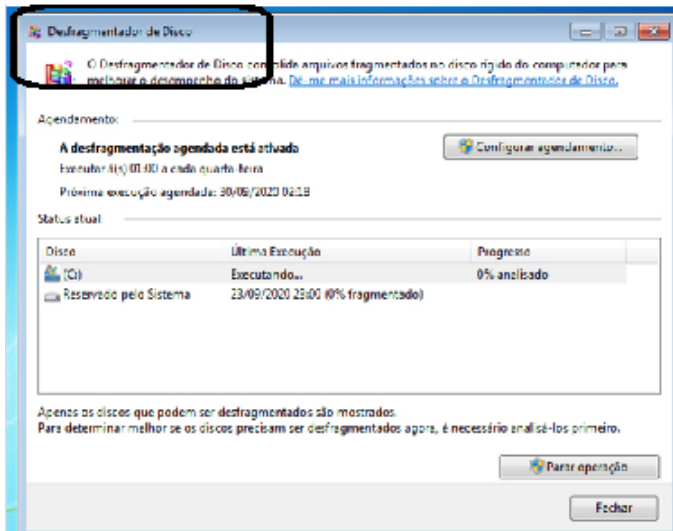 Desfragmentador de Disco
O Desfragmentador de Disco consolida arquivos fragmentados no disco rígido do computador para
melhorar o desempenho do sistema. Dê-me mais informações sobre o Desfragmentador de Disco.
Agendamento:
A desfragmentação agendada está ativada
Configurar agendamento...
Executar à(s) 01:00 a cada quarta-feira
Próxima execução agendada: 30/09/2020 02:18
Status atual
Disco Última Execução Progresso
(C:) Executando... 0% analisado
Reservado pelo Sistema 23/09/2020 23:00 (0% fragmentado)
Apenas os discos que podem ser desfragmentados são mostrados.
Para determinar melhor se os discos precisam ser desfragmentados agora, é necessário analisá-los primeiro.
Parar operação
Fechar